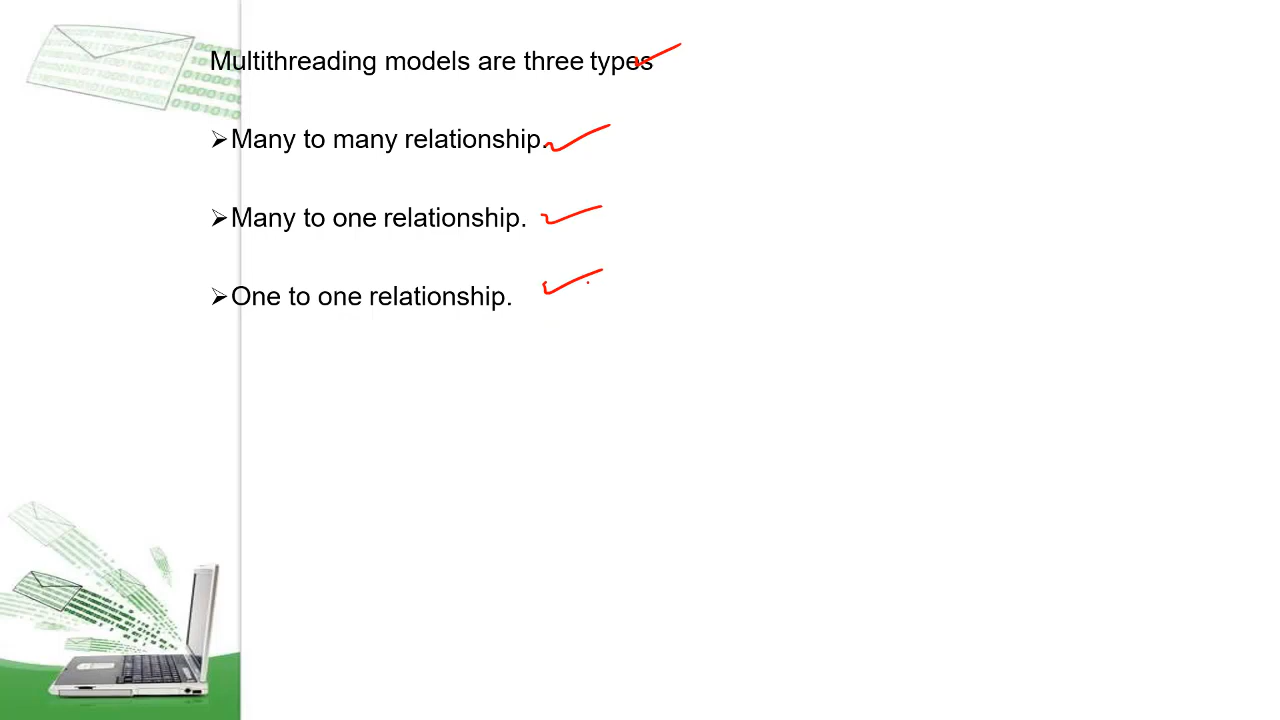 Multithreading models are three types
➢Many to many relationship.
➢Many to one relationship.
➢One to one relationship.